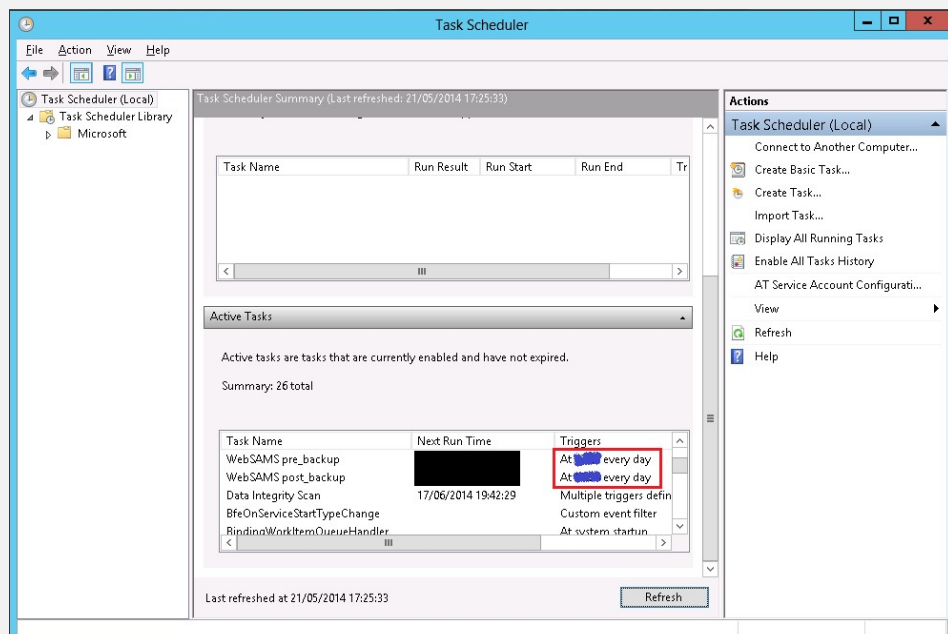 Task Scheduler
File Action View Help
Task Scheduler (Local)
Task Scheduler Library
Microsoft
Task Scheduler Summary (Last refreshed: 21/05/2014 17:25:33)
Task Name Run Result Run Start Run End Tr
Active Tasks
Active tasks are tasks that are currently enabled and have not expired.
Summary: 26 total
Task Name Next Run Time Triggers
WebSAMS pre_backup At every day
WebSAMS post_backup At every day
Data Integrity Scan 17/06/2014 19:42:29 Multiple triggers defin
BfeOnServiceStartTypeChange Custom event filter
BindingWorkItemQueueHandler At system startup
Last refreshed at 21/05/2014 17:25:33 Refresh
Actions
Task Scheduler (Local)
Connect to Another Computer...
Create Basic Task...
Create Task...
Import Task...
Display All Running Tasks
Enable All Tasks History
AT Service Account Configurati...
View
Refresh
Help